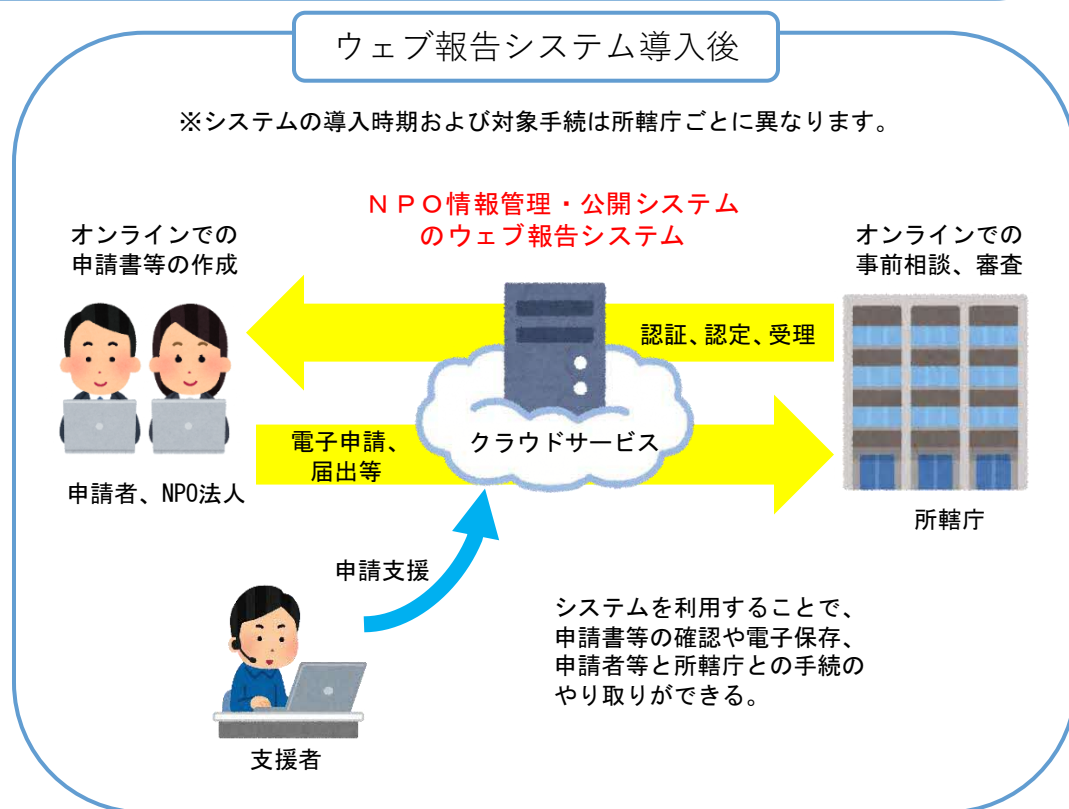 ウェブ報告システム導入後
※システムの導入時期および対象手続は所轄庁ごとに異なります。
ＮＰＯ情報管理・公開システム
のウェブ報告システム
オンラインでの
申請書等の作成
オンラインでの
事前相談、審査
認証、認定、受理
電子申請、
届出等
クラウドサービス
申請者、NPO法人
所轄庁
申請支援
システムを利用することで、
申請書等の確認や電子保存、
申請者等と所轄庁との手続の
やり取りができる。
支援者